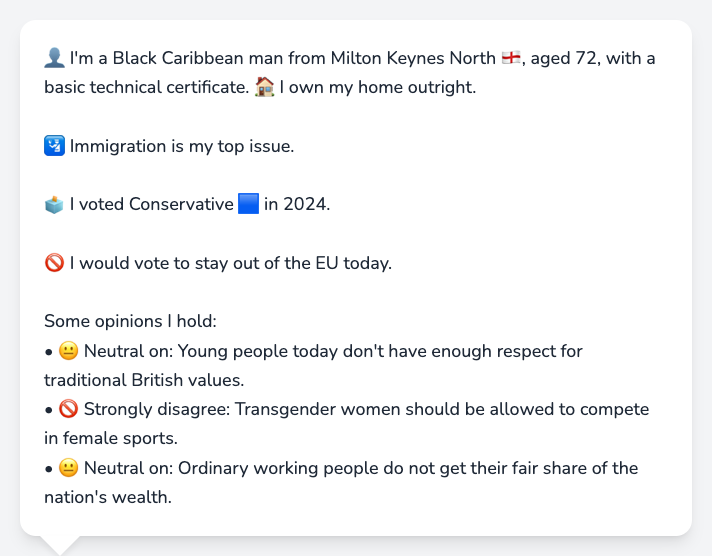 👤 I'm a Black Caribbean man from Milton Keynes North 🏴󠁧󠁢󠁥󠁮󠁧󠁿, aged 72, with a
basic technical certificate. 🏠 I own my home outright.
🛂 Immigration is my top issue.
🗳️ I voted Conservative 🟦 in 2024.
🚫 I would vote to stay out of the EU today.
Some opinions I hold:
• 😐 Neutral on: Young people today don't have enough respect for
traditional British values.
• 🚫 Strongly disagree: Transgender women should be allowed to compete
in female sports.
• 😐 Neutral on: Ordinary working people do not get their fair share of the
nation's wealth.